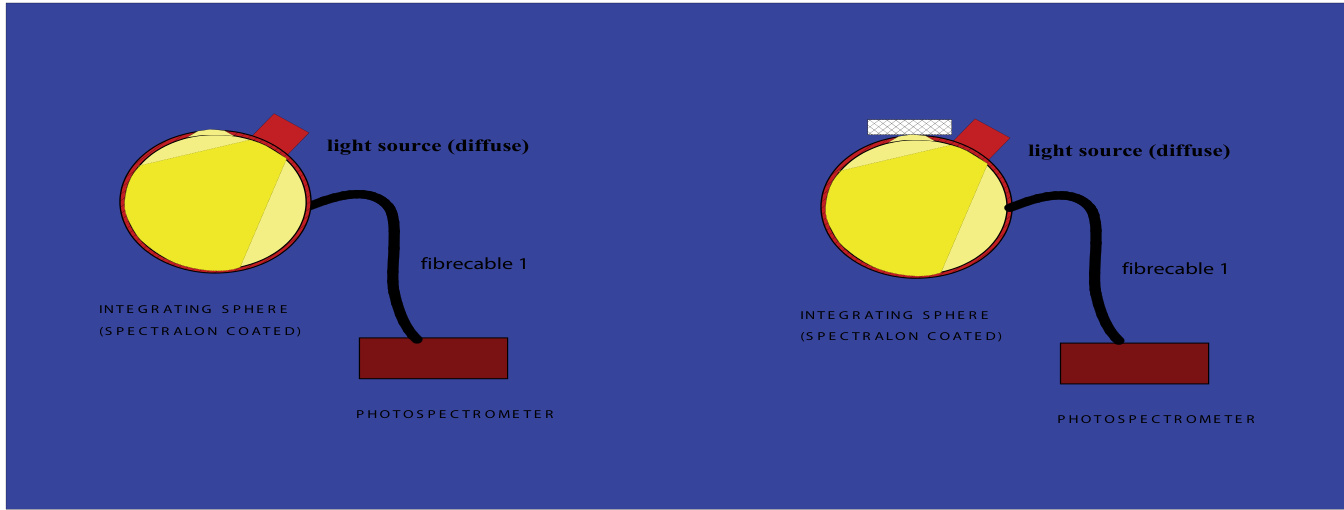 light source (diffuse)
fibrecable 1
INTEGRATING SPHERE
(SPECTRALON COATED)
PHOTOSPECTROMETER
light source (diffuse)
fibrecable 1
INTEGRATING SPHERE
(SPECTRALON COATED)
PHOTOSPECTROMETER